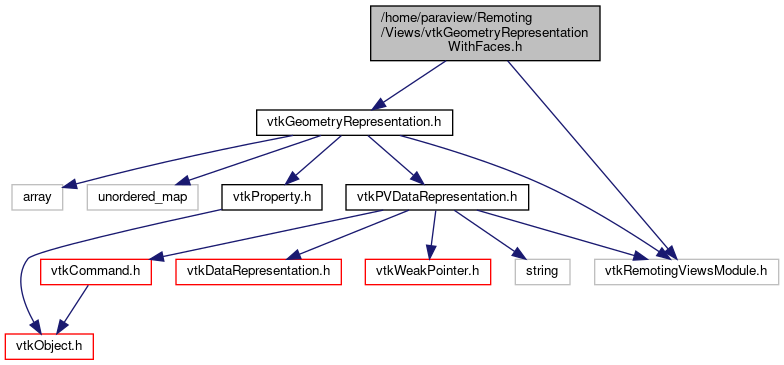 /home/paraview/Remoting
/Views/vtkGeometryRepresentation
WithFaces.h
vtkGeometryRepresentation.h
array
unordered_map
vtkProperty.h
vtkPVDataRepresentation.h
vtkCommand.h
vtkDataRepresentation.h
vtkWeakPointer.h
string
vtkRemotingViewsModule.h
vtkObject.h